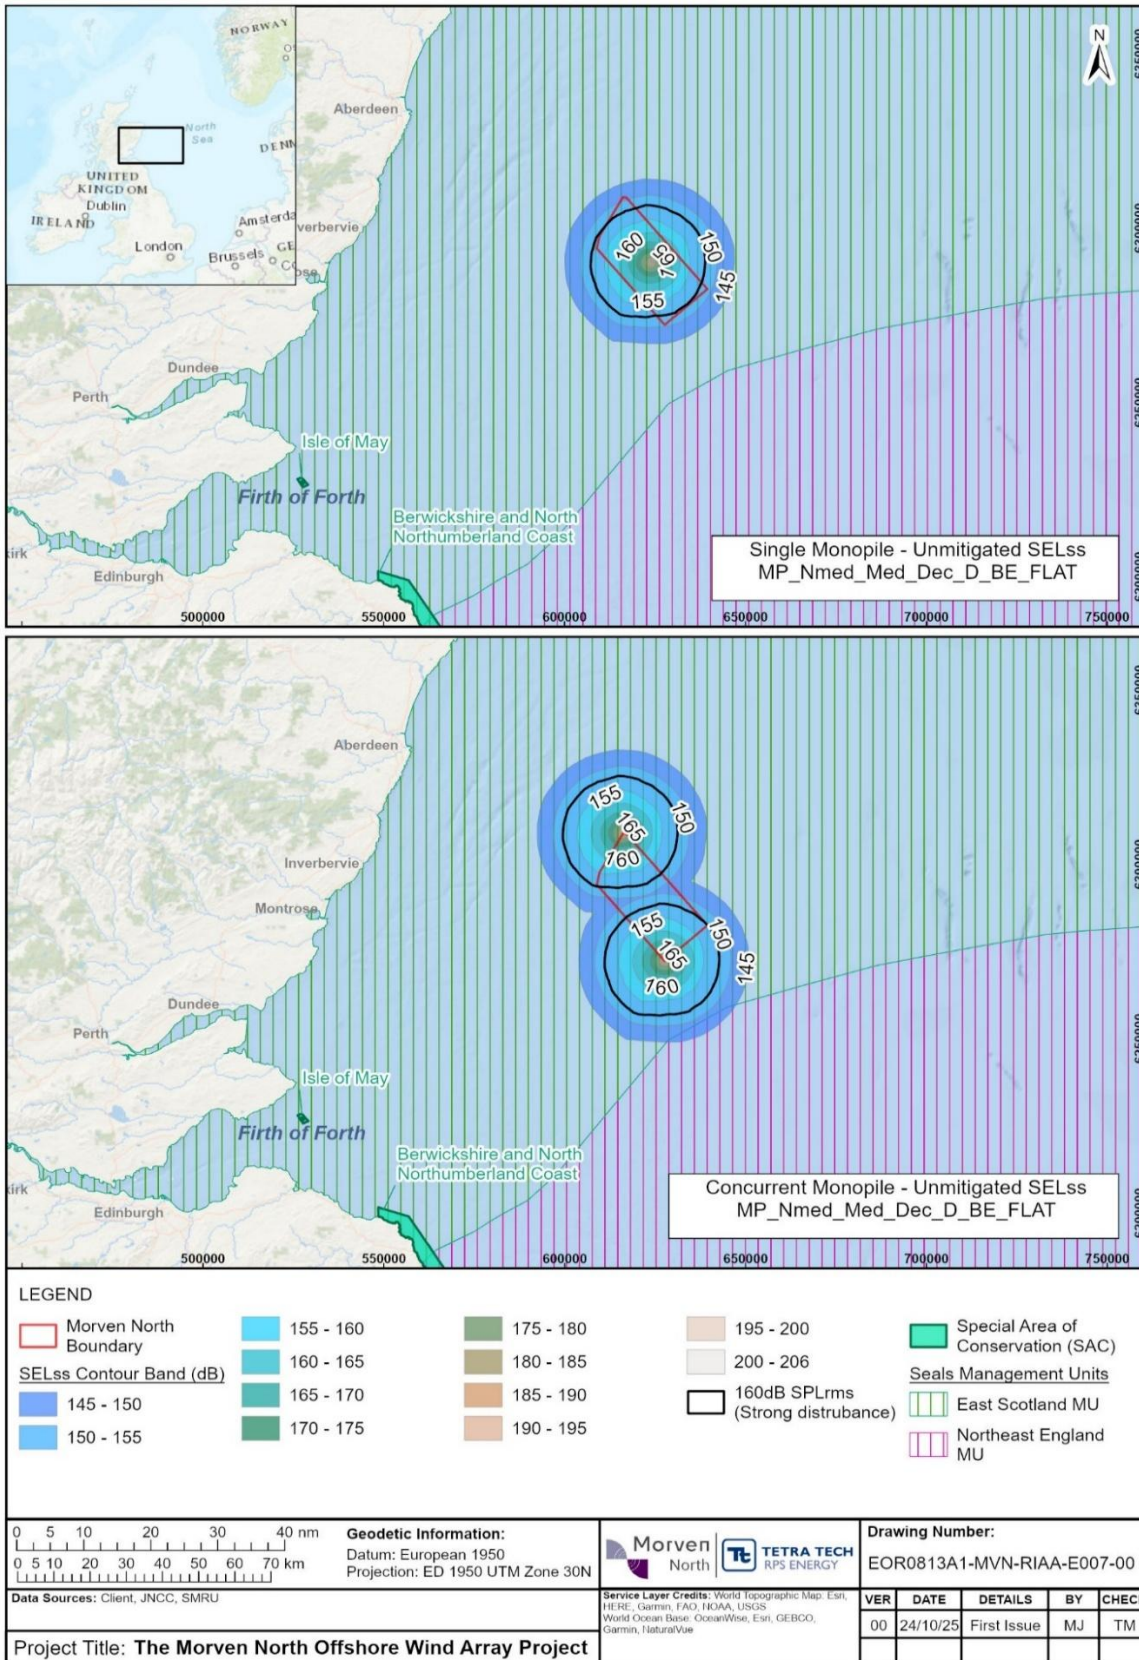 NORWAY
North
Sea
DENM
UNITED
KINGDOM
Dublin
IRELAND
Amsterda
London
Brussels
GE
N
Aberdeen
verbervie
ose
160
150
165
155
145
Dundee
Perth
Isle of May
Firth of Forth
Berwickshire and North
Northumberland Coast
kirk
Edinburgh
Single Monopile - Unmitigated SELss
MP_Nmed_Med_Dec_D_BE_FLAT
500000
550000
600000
650000
700000
750000
Aberdeen
155
150
165
160
Inverbervie
Montrose
155
150
165
160
145
Dundee
Perth
Isle of May
Firth of Forth
Berwickshire and North
Northumberland Coast
kirk
Edinburgh
Concurrent Monopile - Unmitigated SELss
MP_Nmed_Med_Dec_D_BE_FLAT
500000
550000
600000
650000
700000
750000
LEGEND
Morven North
Boundary
SELss Contour Band (dB)
145 - 150
150 - 155
155 - 160
160 - 165
165 - 170
170 - 175
175 - 180
180 - 185
185 - 190
190 - 195
195 - 200
200 - 206
160dB SPLrms
(Strong distrubance)
Special Area of
Conservation (SAC)
Seals Management Units
East Scotland MU
Northeast England
MU
0 5 10 20 30 40 nm
0 5 10 20 30 40 50 60 70 km
Geodetic Information:
Datum: European 1950
Projection: ED 1950 UTM Zone 30N
Data Sources: Client, JNCC, SMRU
Project Title: The Morven North Offshore Wind Array Project
Morven
North
Tt
TETRA TECH
RPS ENERGY
Service Layer Credits: World Topographic Map: Esri,
HERE, Garmin, FAO, NOAA, USGS
World Ocean Base: OceanWise, Esri, GEBCO,
Garmin, NaturalVue
Drawing Number:
EOR0813A1-MVN-RIAA-E007-00
VER DATE DETAILS BY CHEC
00 24/10/25 First Issue MJ TM